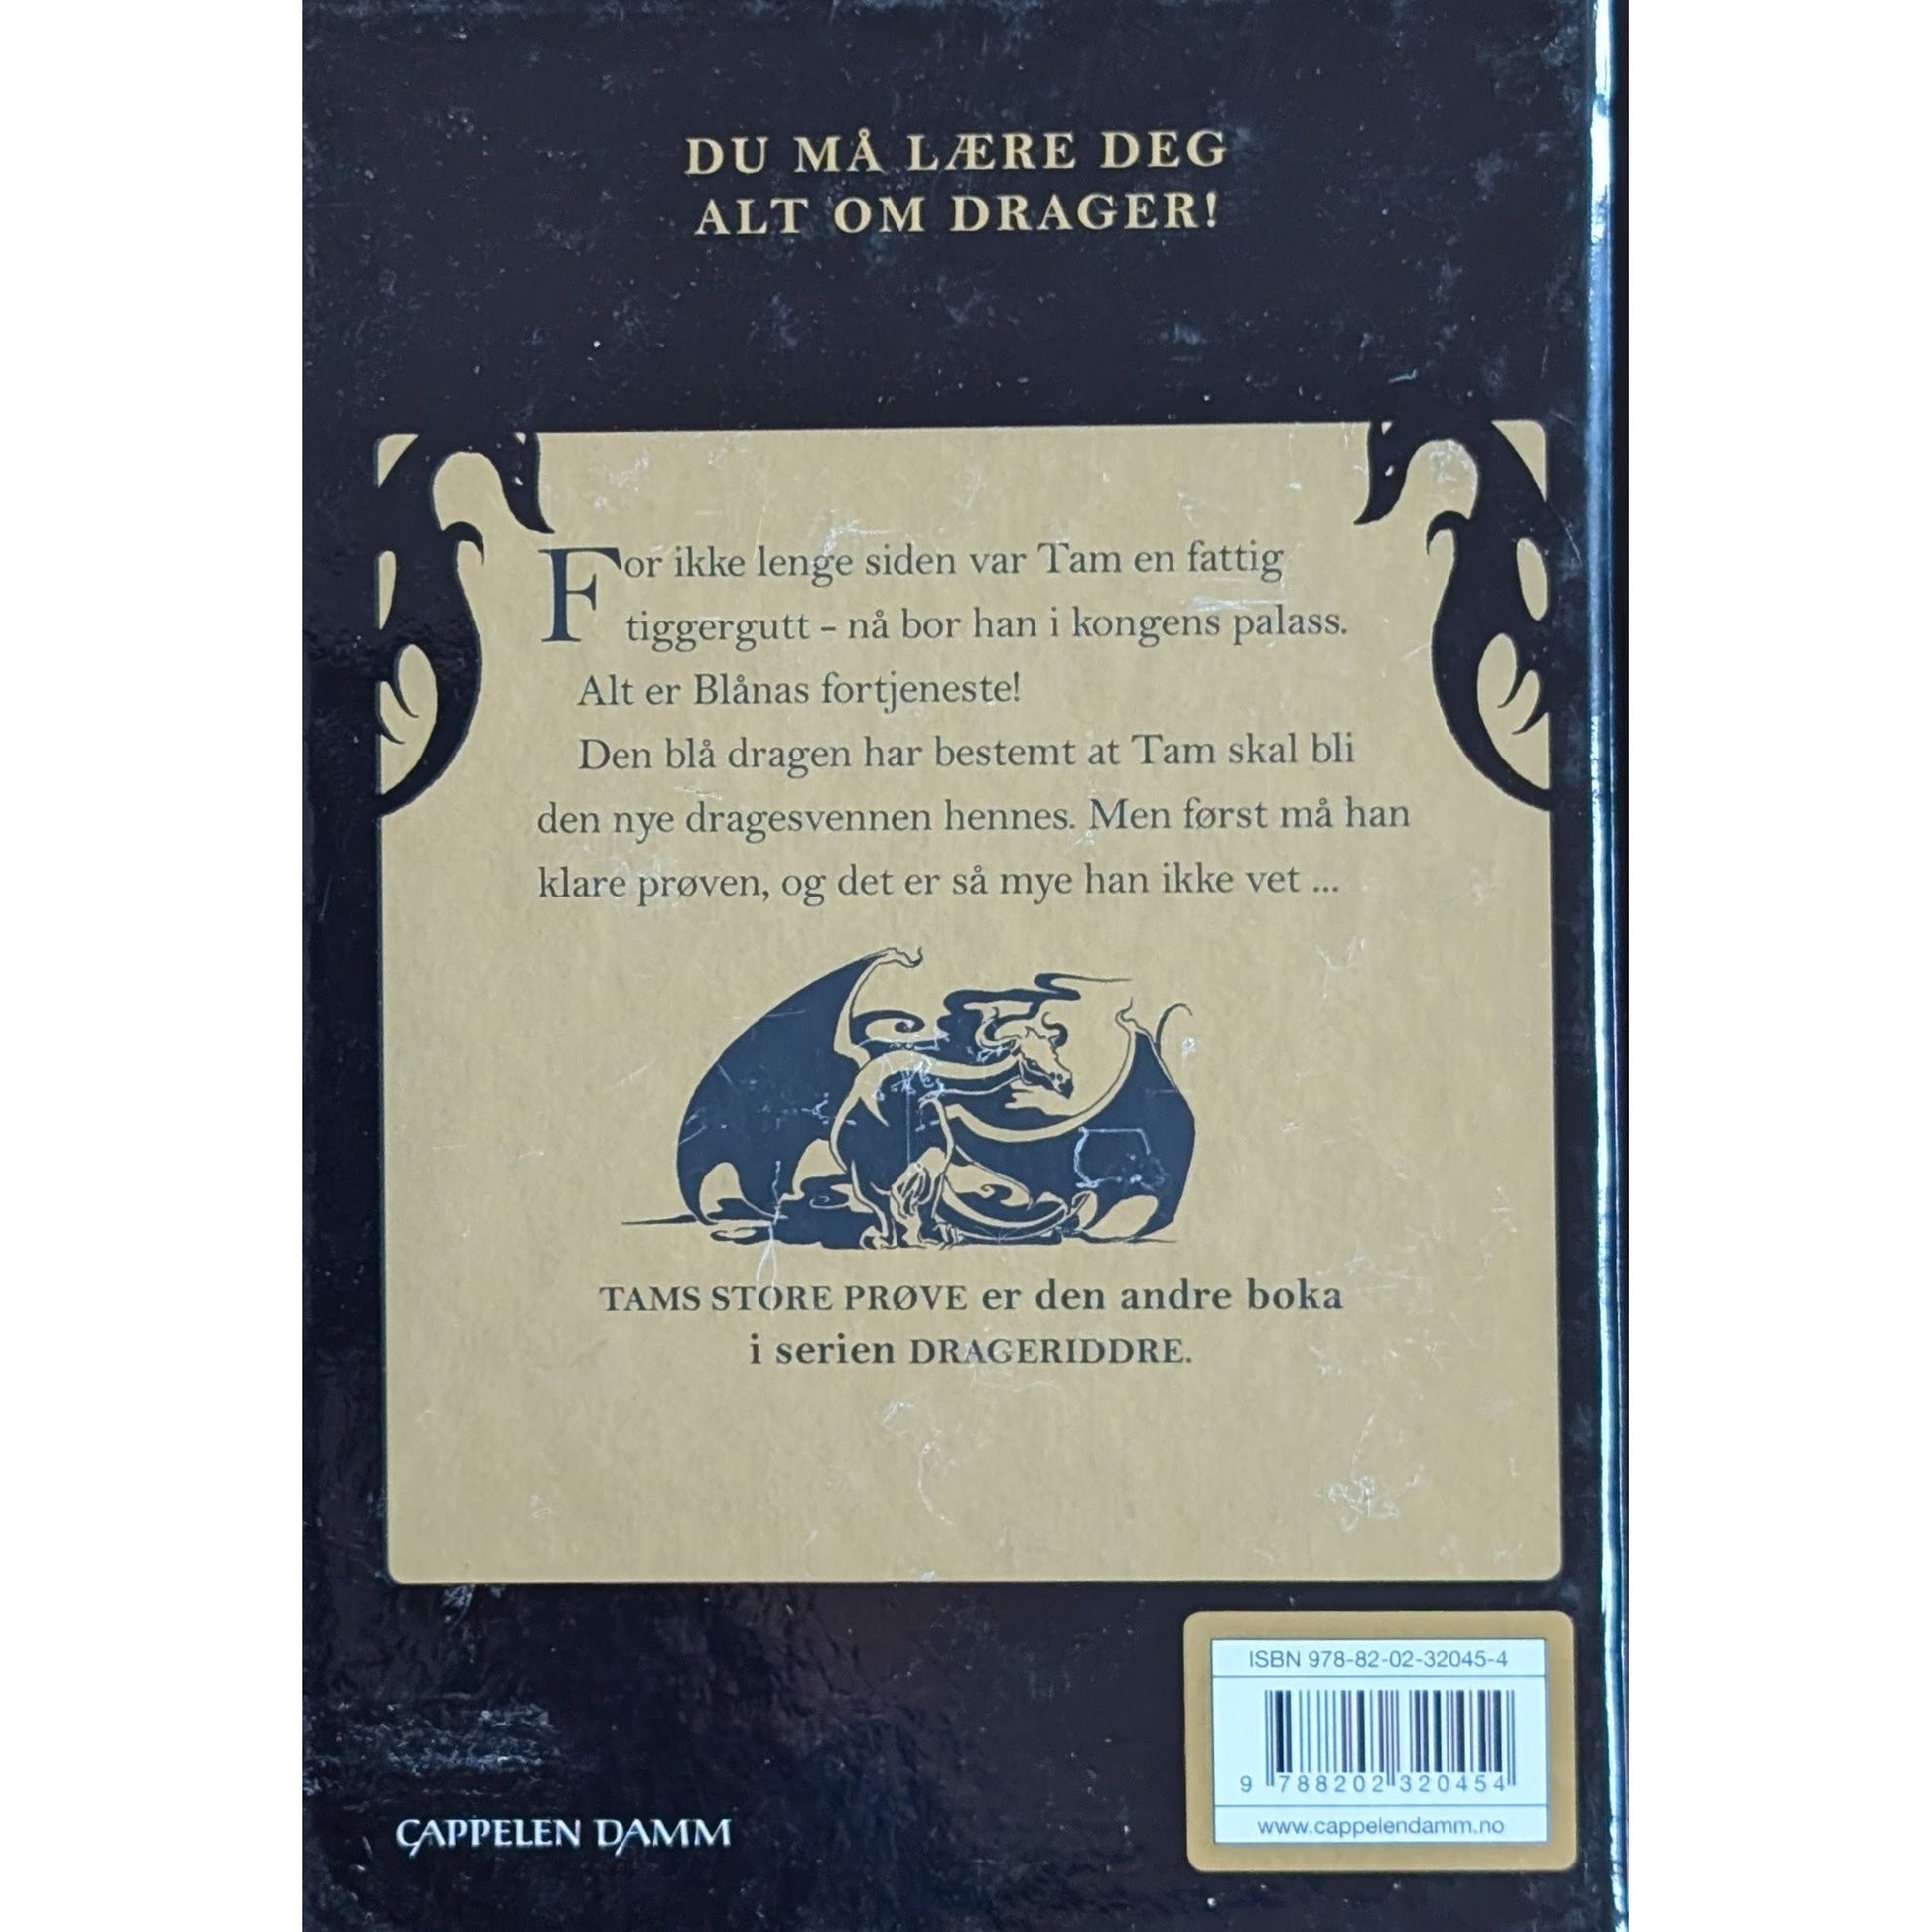 DU MÅ LÆRE DEG
ALT OM DRAGER!
For ikke lenge siden var Tam en fattig
tiggergutt – nå bor han i kongens palass.
Alt er Blånas fortjeneste!
Den blå dragen har bestemt at Tam skal bli
den nye dragesvennen hennes. Men først må han
klare prøven, og det er så mye han ikke vet ...
TAMS STORE PRØVE er den andre boka
i serien DRAGERIDDRE.
ISBN 978-82-02-32045-4
9 788202 320454
www.cappelendamm.no
CAPPELEN DAMM